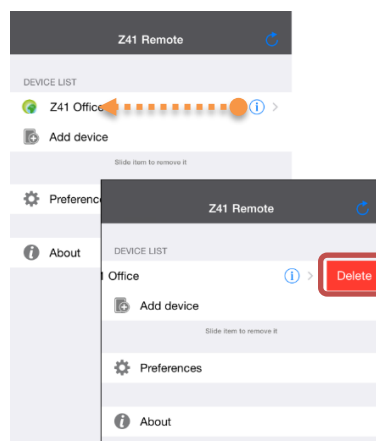 Z41 Remote
DEVICE LIST
Z41 Office
Add device
Slide item to remove it
Preferenc
About
Z41 Remote
DEVICE LIST
Office
Delete
Add device
Slide item to remove it
Preferences
About